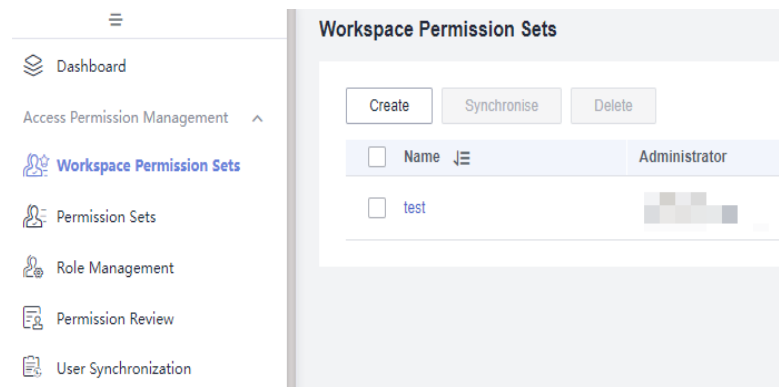 Dashboard
Access Permission Management
Workspace Permission Sets
Permission Sets
Role Management
Permission Review
User Synchronization
Workspace Permission Sets
Create Synchronise Delete
Name Administrator
test